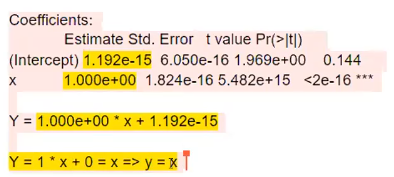 Coefficients:
Estimate Std. Error t value Pr(>|t|)
(Intercept) 1.192e-15 6.050e-16 1.969e+00 0.144
x 1.000e+00 1.824e-16 5.482e+15 <2e-16 ***
Y = 1.000e+00 * x + 1.192e-15
Y = 1 * x + 0 = x => y = x